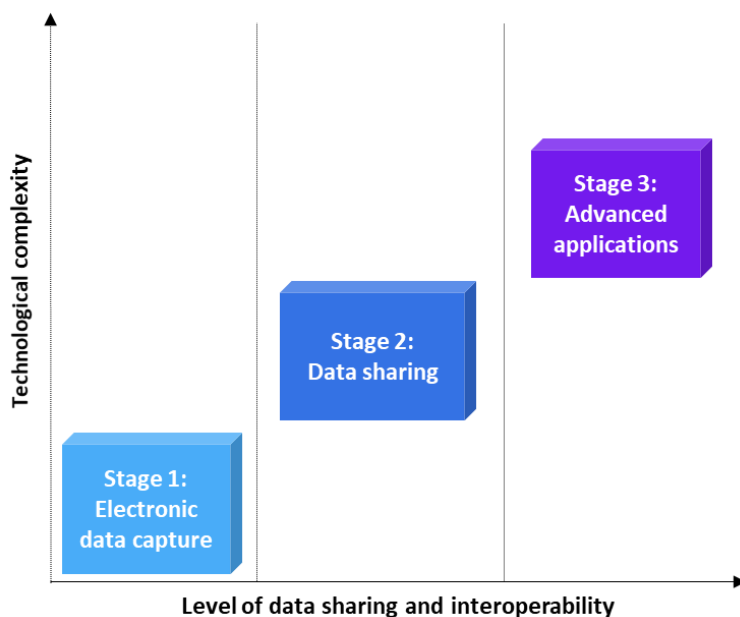 Technological complexity
Stage 3:
Advanced
applications
Stage 2:
Data sharing
Stage 1:
Electronic
data capture
Level of data sharing and interoperability